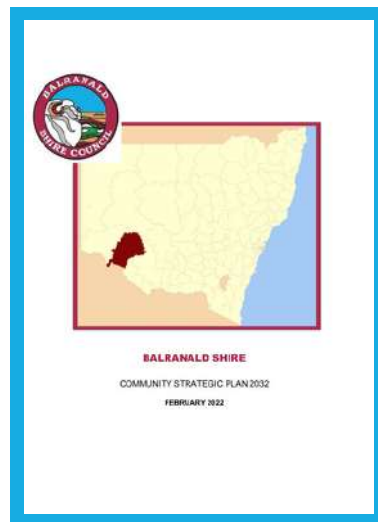 BALRANALD
SHIRE COUNCIL
BALRANALD SHIRE
COMMUNITY STRATEGIC PLAN 2032
FEBRUARY 2022